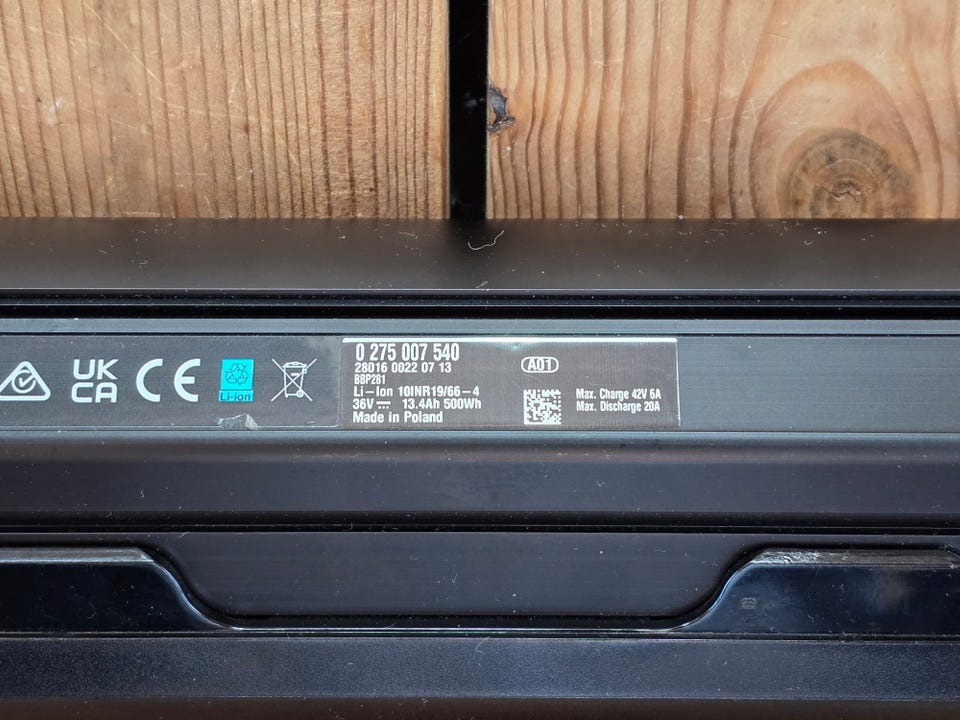 UK
CA
CE
Li-ion
0 275 007 540
28016 0022 07 13
BBP281
Li-Ion 10INR19/66-4
36V 13.4Ah 500Wh
Made in Poland
A01
Max. Charge 42V 6A
Max. Discharge 20A